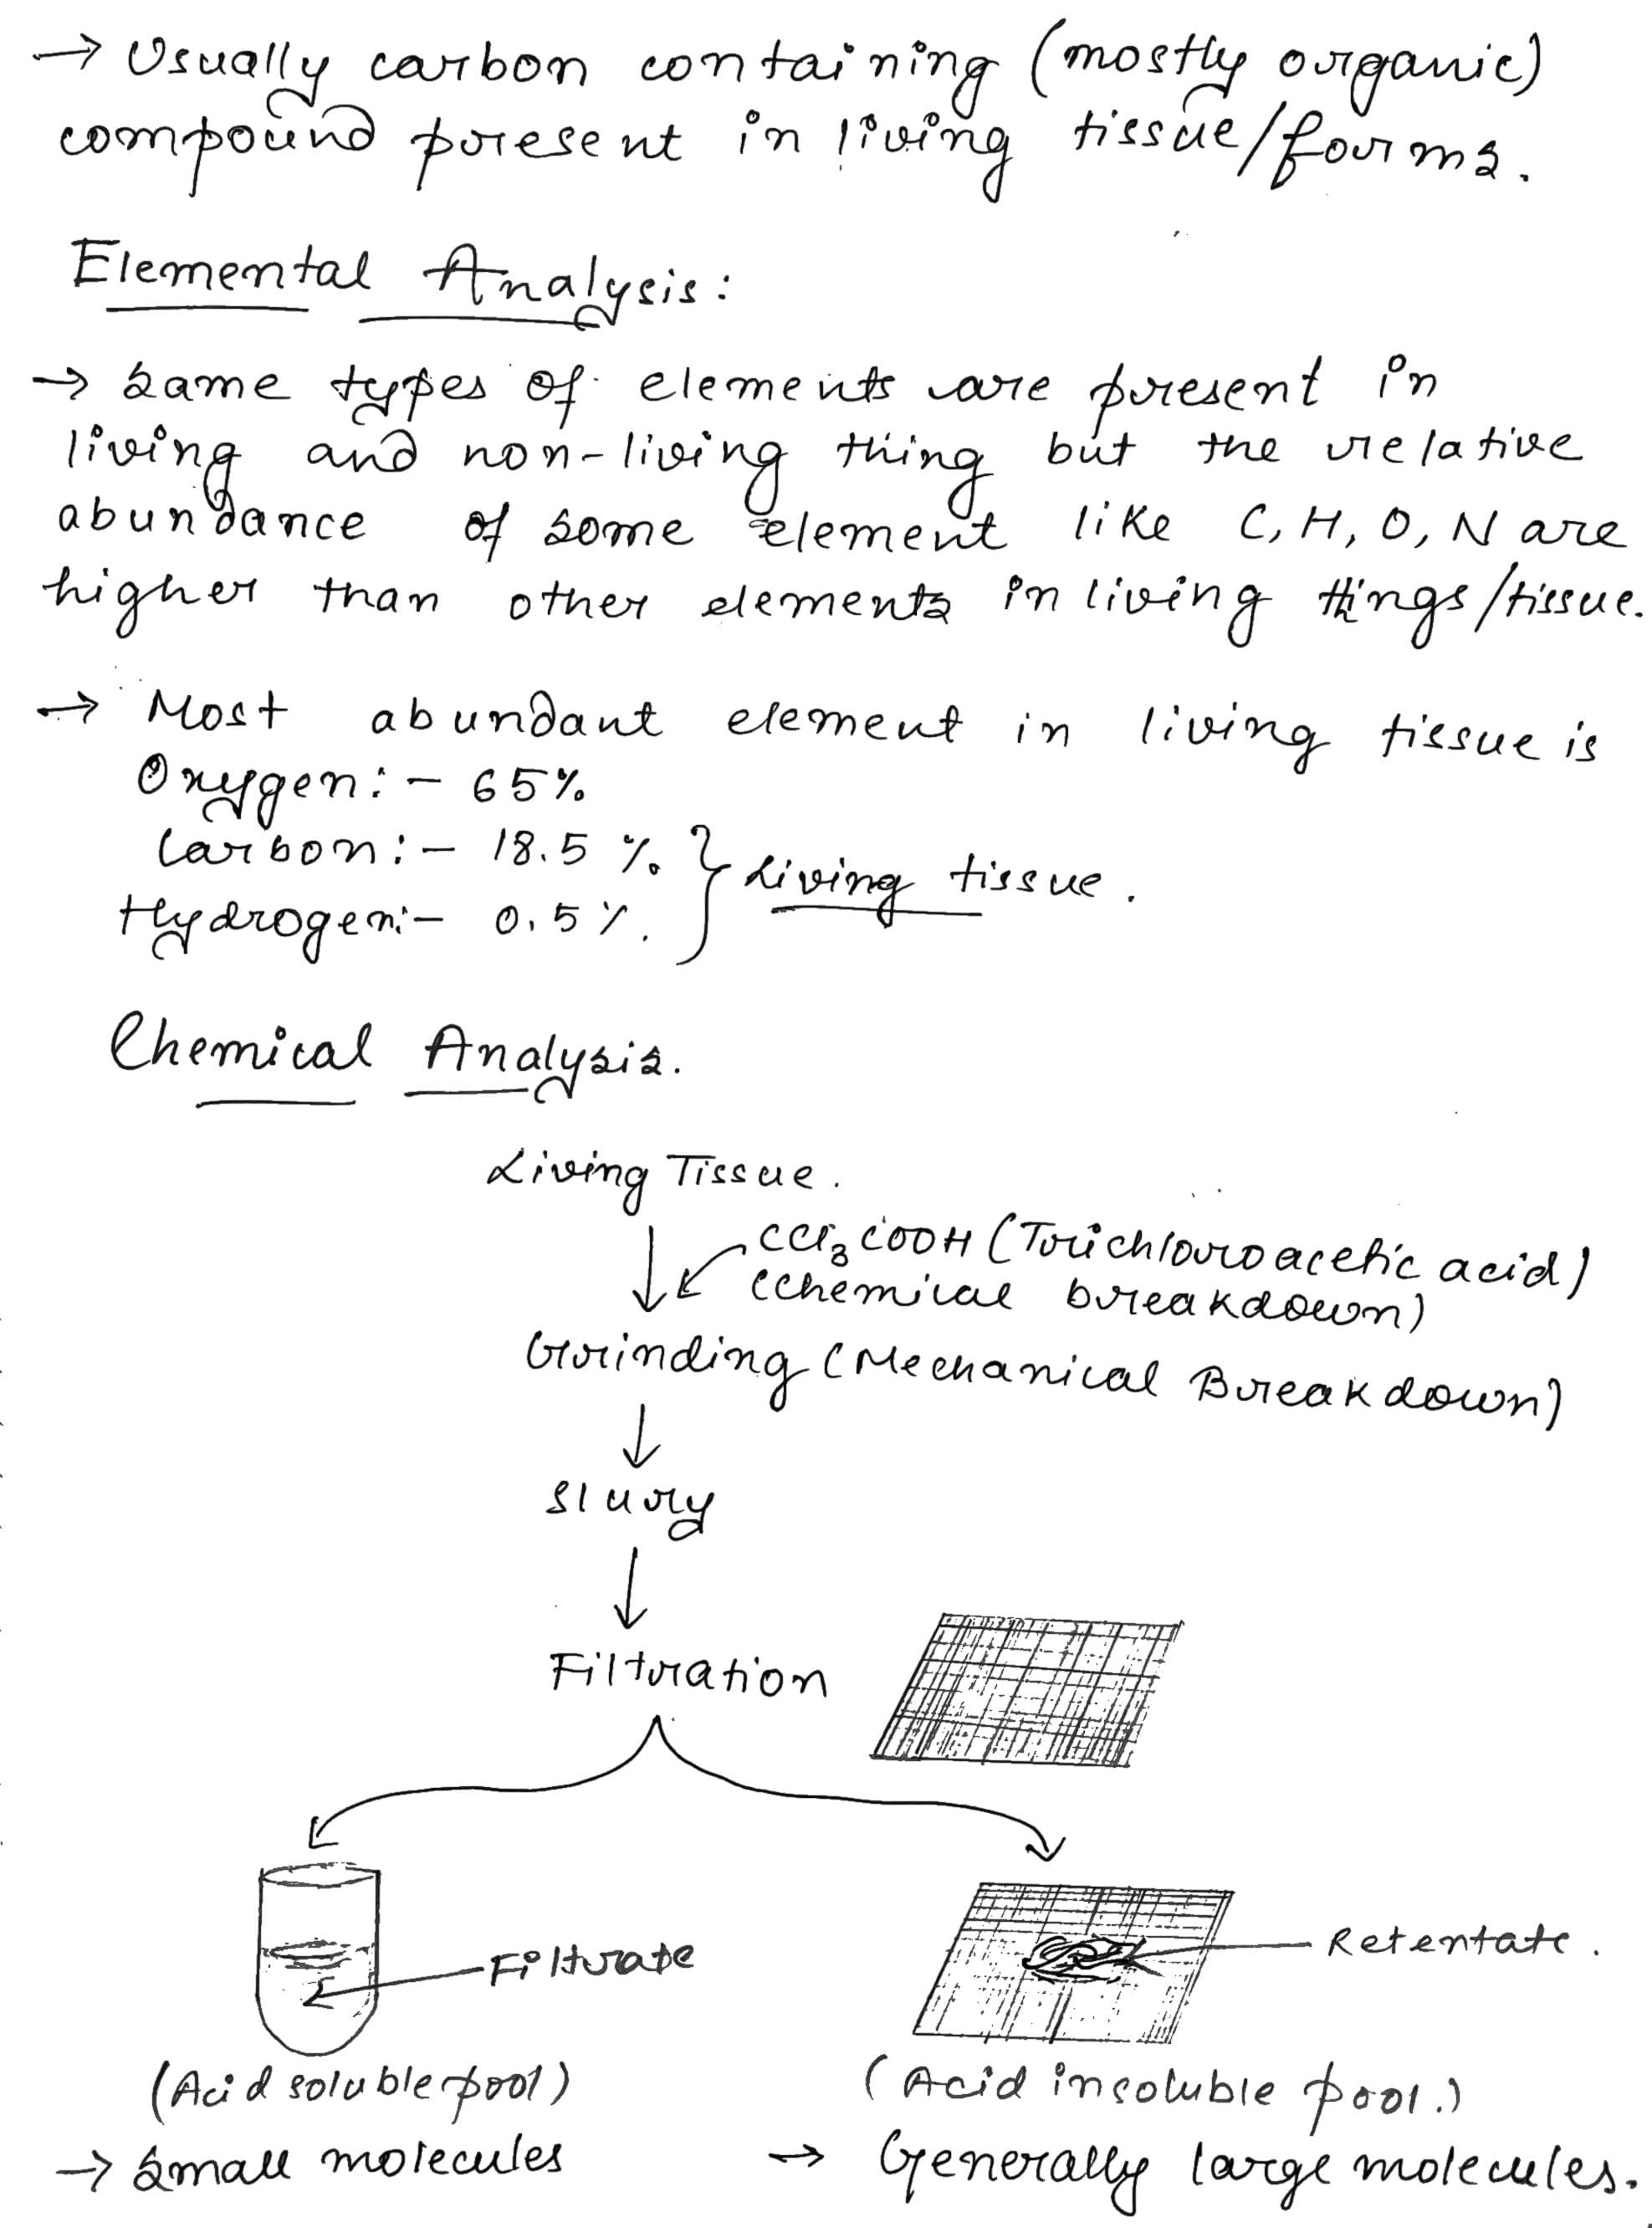 → Usually carbon containing (mostly organic)
compound present in living tissue/forms.
Elemental Analysis:
→ Same types of elements are present in
living and non-living thing but the relative
abundance of some element like C, H, O, N are
higher than other elements in living things/tissue.
→ Most abundant element in living tissue is
Oxygen:- 65%
Carbon:- 18.5 %
Hydrogen:- 0.5%.
} Living tissue.
Chemical Analysis.
Living Tissue.
CCl3COOH (Trichloroacetic acid)
(Chemical breakdown)
Grinding (Mechanical Breakdown)
Slurry
Filtration
Filtrate
Retentate.
(Acid soluble pool)
(Acid insoluble pool.)
→ Small molecules
→ Generally large molecules.